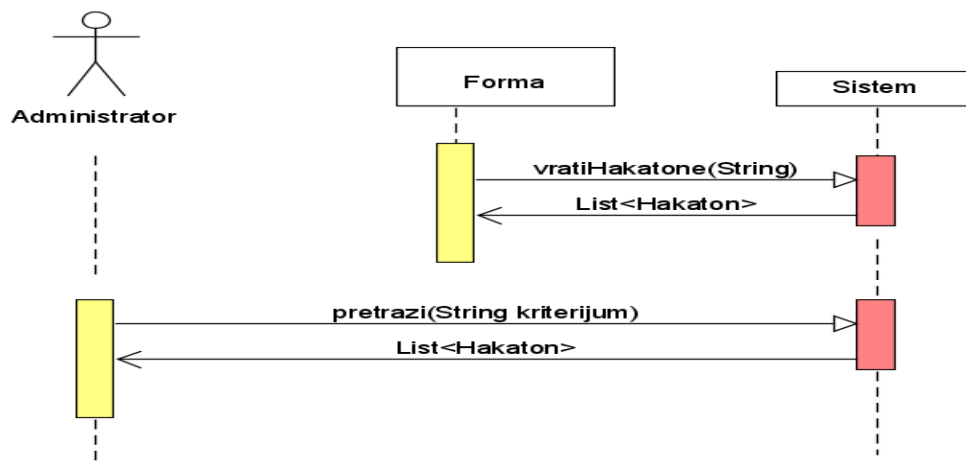 Administrator
Forma
Sistem
vratiHakatone(String)
List<Hakaton>
pretrazi(String kriterijum)
List<Hakaton>